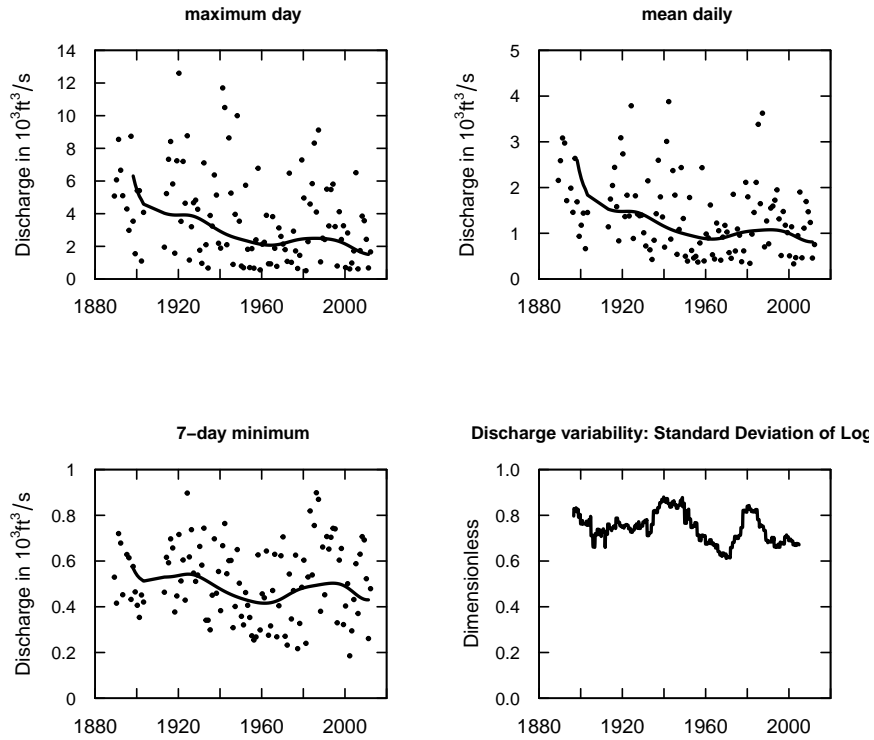 maximum day
14
12
10
8
6
4
2
0
Discharge in 10³ft³/s
1880 1920 1960 2000
mean daily
5
4
3
2
1
0
Discharge in 10³ft³/s
1880 1920 1960 2000
7−day minimum
1
0.8
0.6
0.4
0.2
0
Discharge in 10³ft³/s
1880 1920 1960 2000
Discharge variability: Standard Deviation of Log
1.0
0.8
0.6
0.4
0.2
0.0
Dimensionless
1880 1920 1960 2000